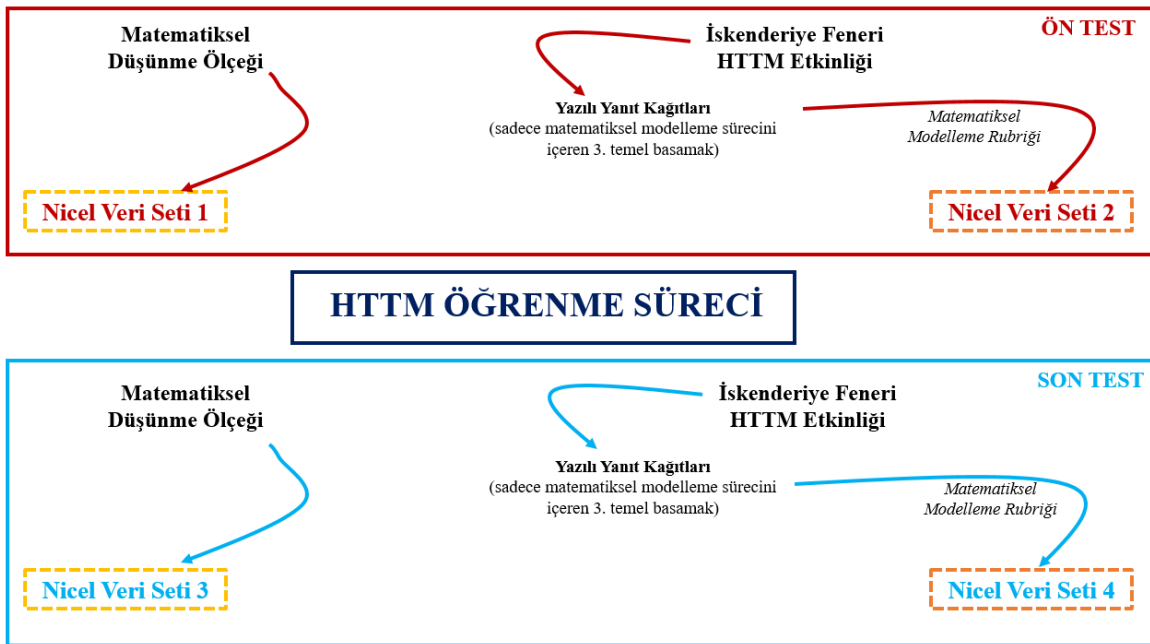 ÖN TEST
Matematiksel
Düşünme Ölçeği
İskenderiye Feneri
HTTM Etkinliği
Yazılı Yanıt Kağıtları
(sadece matematiksel modelleme sürecini
içeren 3. temel basamak)
Matematiksel
Modelleme Rubriği
Nicel Veri Seti 1
Nicel Veri Seti 2
HTTM ÖĞRENME SÜRECİ
SON TEST
Matematiksel
Düşünme Ölçeği
İskenderiye Feneri
HTTM Etkinliği
Yazılı Yanıt Kağıtları
(sadece matematiksel modelleme sürecini
içeren 3. temel basamak)
Matematiksel
Modelleme Rubriği
Nicel Veri Seti 3
Nicel Veri Seti 4